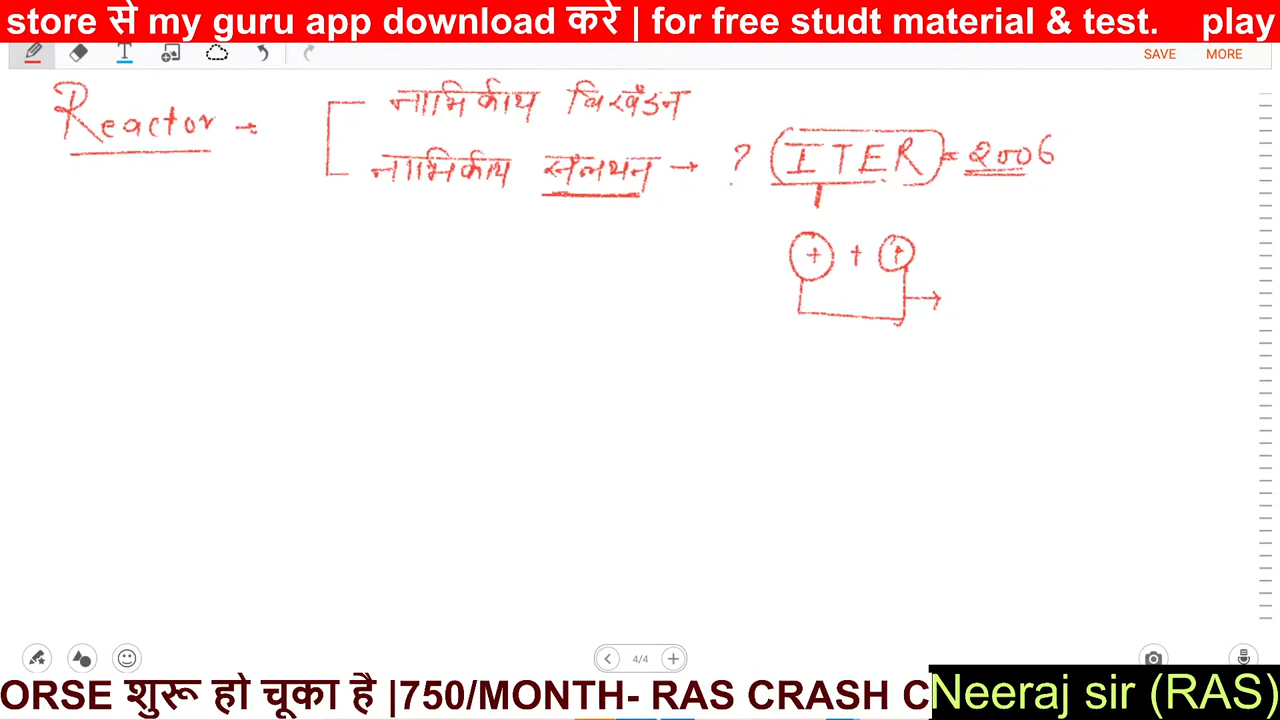 store से my guru app download करे | for free studt material & test. play
SAVE MORE
Reactor → नाभिकीय विखंडन
नाभिकीय संलयन → ? ITER = 2006
+ + +
4/4
ORSE शुरू हो चूका है |750/MONTH- RAS CRASH C
Neeraj sir (RAS)